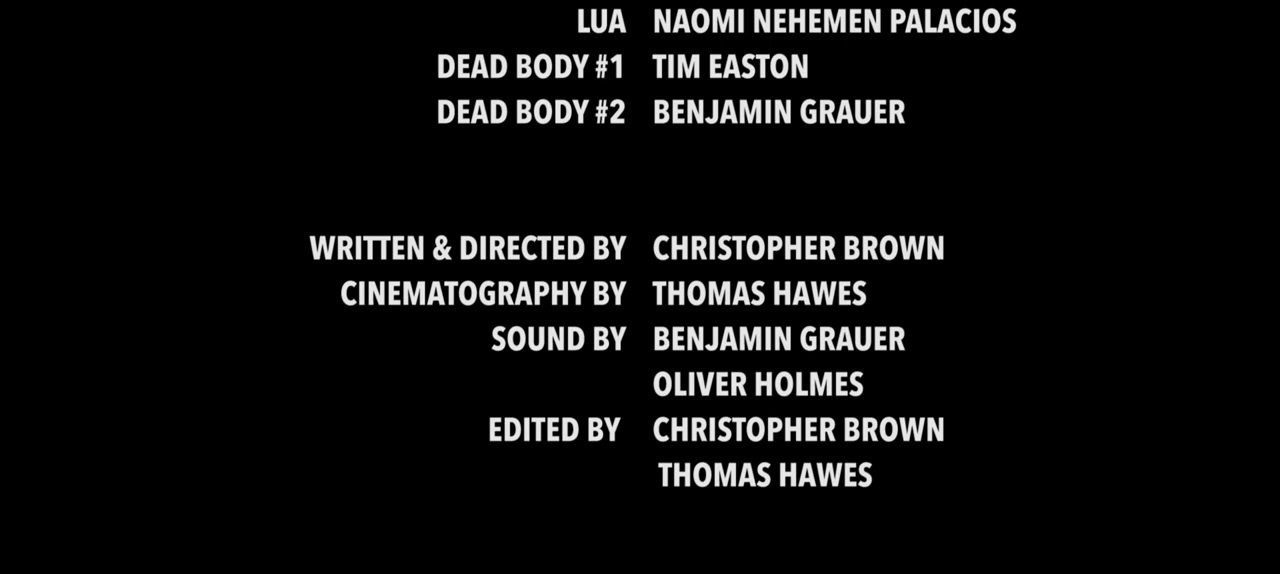 LUA NAOMI NEHEMEN PALACIOS
DEAD BODY #1 TIM EASTON
DEAD BODY #2 BENJAMIN GRAUER
WRITTEN & DIRECTED BY CHRISTOPHER BROWN
CINEMATOGRAPHY BY THOMAS HAWES
SOUND BY BENJAMIN GRAUER
OLIVER HOLMES
EDITED BY CHRISTOPHER BROWN
THOMAS HAWES